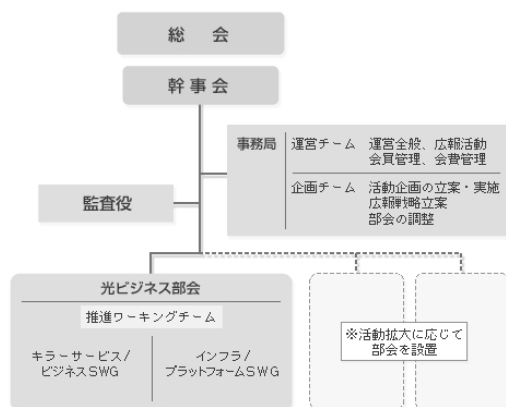 総 会
幹事会
事務局
運営チーム 運営全般、広報活動
会員管理、会費管理
企画チーム 活動企画の立案・実施
広報戦略立案
部会の調整
監査役
光ビジネス部会
推進ワーキングチーム
キラーサービス/
ビジネスSWG
インフラ/
プラットフォームSWG
※活動拡大に応じて
部会を設置